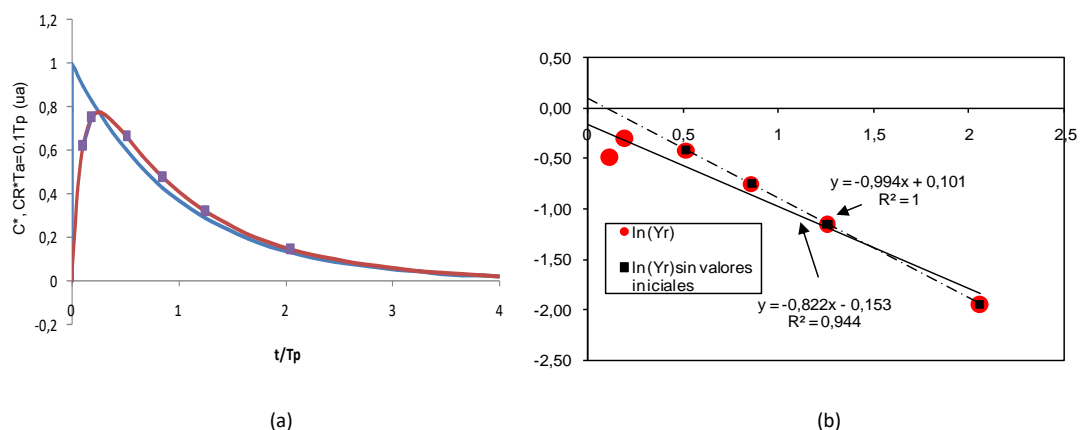 C*, CR*Ta=0.1Tp (ua)
1,2
1
0,8
0,6
0,4
0,2
0
-0,2
0 1 2 3 4
t/Tp
(a)
0,50
0,00
-0,50
-1,00
-1,50
-2,00
-2,50
0 0,5 1 1,5 2 2,5
y = -0,994x + 0,101
R² = 1
ln(Yr)
ln(Yr)sin valores
iniciales
y = -0,822x - 0,153
R² = 0,944
(b)